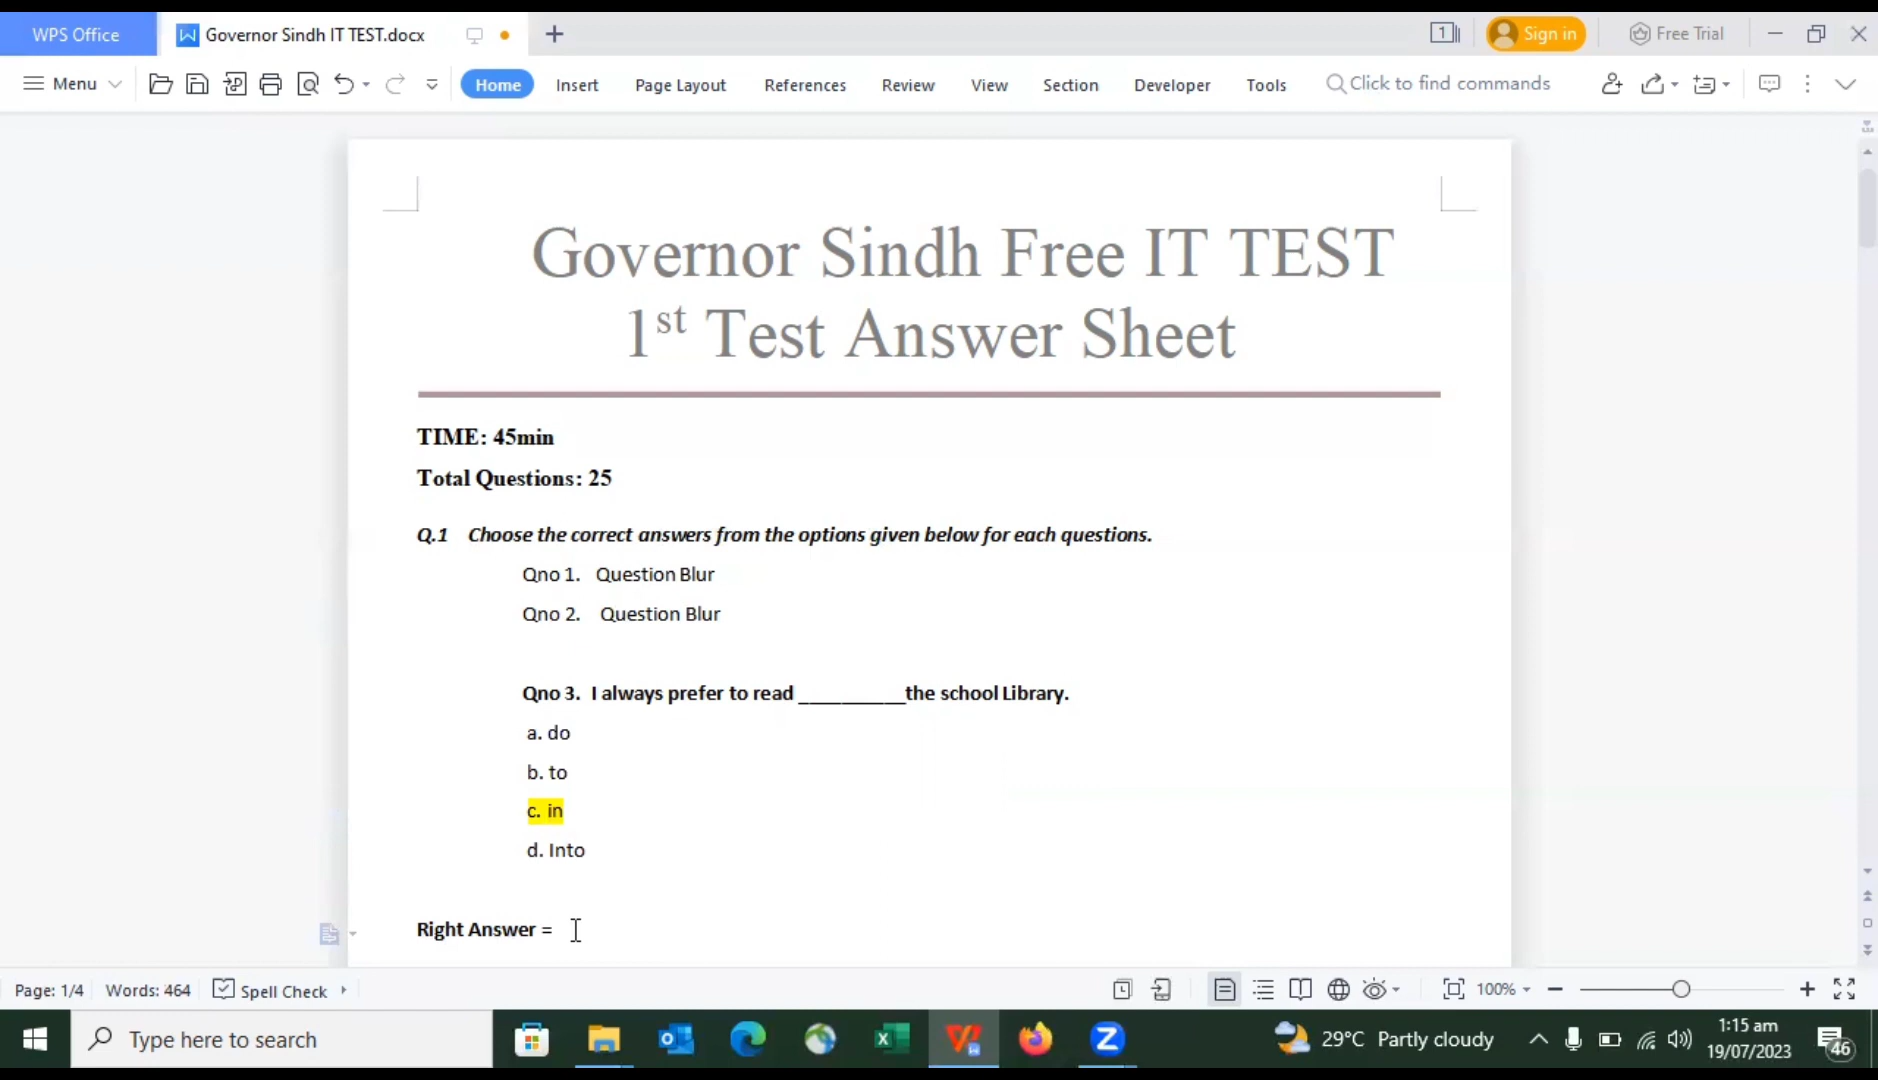 WPS Office
Governor Sindh IT TEST.docx
1
Sign in
Free Trial
Menu
Home
Insert
Page Layout
References
Review
View
Section
Developer
Tools
Click to find commands
Governor Sindh Free IT TEST
1st Test Answer Sheet
TIME: 45min
Total Questions: 25
Q.1 Choose the correct answers from the options given below for each questions.
Qno 1. Question Blur
Qno 2. Question Blur
Qno 3. I always prefer to read __________the school Library.
a. do
b. to
c. in
d. Into
Right Answer =
Page: 1/4
Words: 464
Spell Check
100%
Type here to search
29°C Partly cloudy
1:15 am
19/07/2023
46